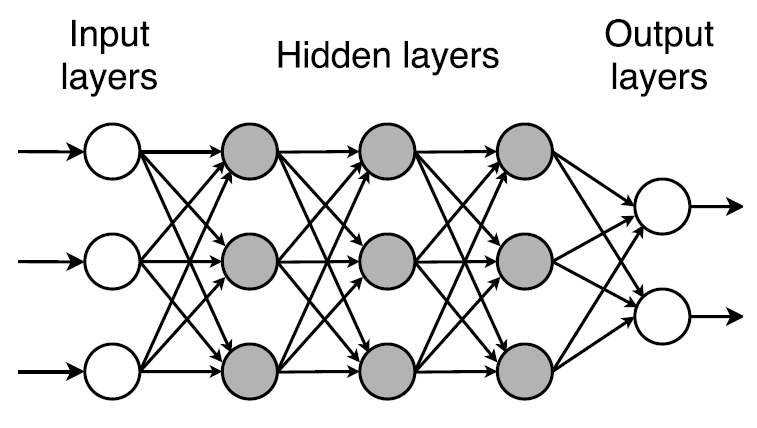 Input
layers
Hidden layers
Output
layers